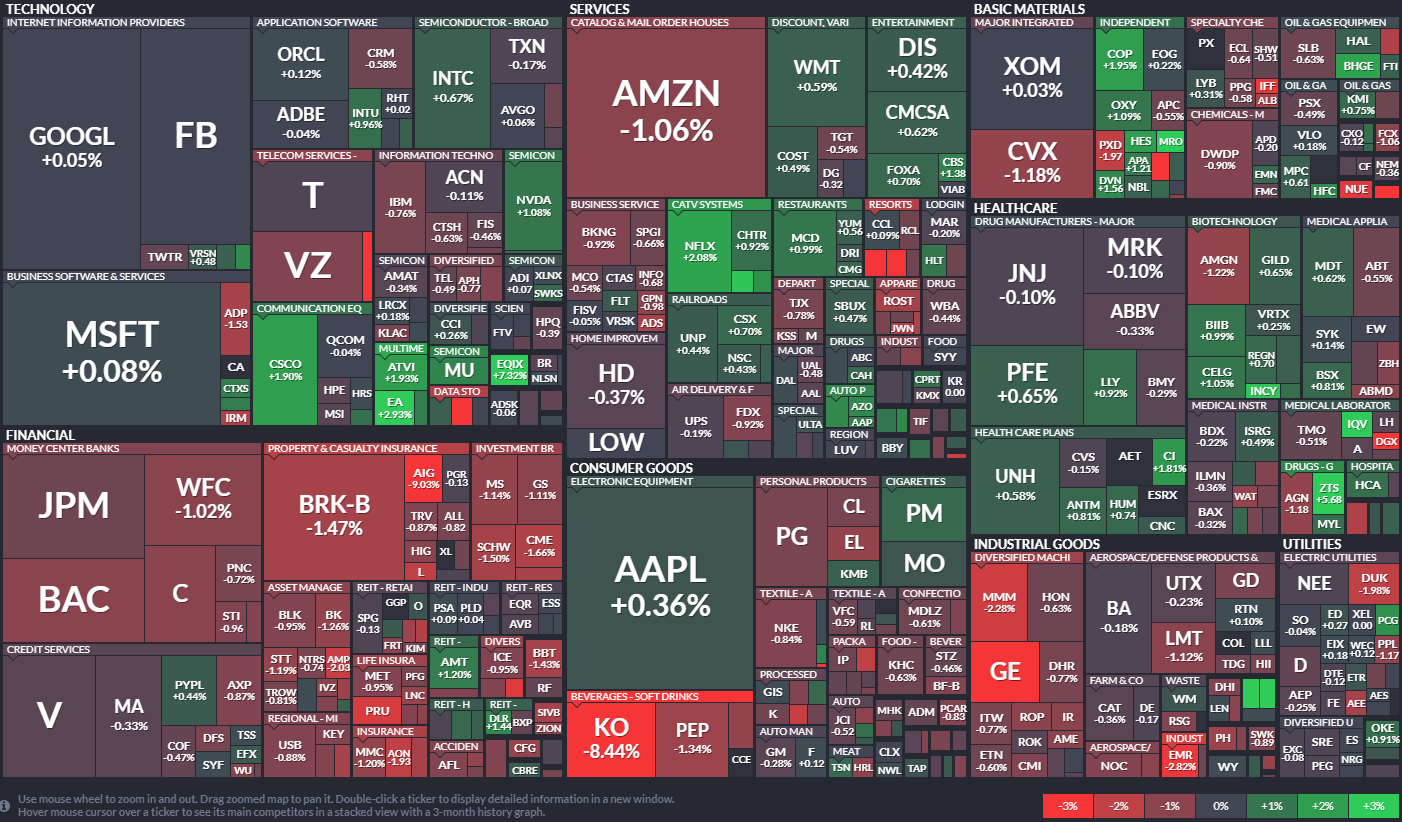 TECHNOLOGY
INTERNET INFORMATION PROVIDERS
GOOGL
+0.05%
FB
TWTR
VRSN
+0.48
APPLICATION SOFTWARE
ORCL
+0.12%
CRM
-0.58%
ADBE
-0.04%
INTU
+0.96%
RHT
+0.02
SEMICONDUCTOR - BROAD
INTC
+0.67%
TXN
-0.17%
AVGO
+0.06%
TELECOM SERVICES -
T
VZ
INFORMATION TECHNO
IBM
-0.76%
ACN
-0.11%
CTSH
-0.63%
FIS
-0.46%
SEMICON
NVDA
+1.08%
BUSINESS SOFTWARE & SERVICES
MSFT
+0.08%
ADP
-1.53
CA
CTXS
IRM
COMMUNICATION EQ
CSCO
+1.90%
QCOM
-0.04%
HPE
HRS
MSI
SEMICON
AMAT
-0.34%
LRCX
+0.18%
KLAC
DIVERSIFIED
TEL
-0.49
APH
-0.77
SEMICON
ADI
+0.07
XLNX
SWKS
DIVERSIFIE
CCI
+0.26%
SCIEN
FTV
HPQ
-0.39
MULTIME
ATVI
+1.93%
EA
+2.93%
SEMICON
MU
DATA STO
EQIX
+7.32%
BR
NLSN
ADSK
-0.06
SERVICES
CATALOG & MAIL ORDER HOUSES
AMZN
-1.06%
DISCOUNT, VARI
WMT
+0.59%
COST
+0.49%
TGT
-0.54%
DG
-0.32
ENTERTAINMENT
DIS
+0.42%
CMCSA
+0.62%
FOXA
+0.70%
CBS
+1.38
VIAB
BUSINESS SERVICE
BKNG
-0.92%
SPGI
-0.66%
MCO
-0.54%
CTAS
INFO
-0.68
FISV
-0.05%
FLT
GPN
-0.98
VRSK
ADS
CATV SYSTEMS
NFLX
+2.08%
CHTR
+0.92%
RESTAURANTS
MCD
+0.99%
YUM
+0.56
DRI
CMG
RESORTS
CCL
+0.09%
RCL
LODGIN
MAR
-0.20%
HLT
RAILROADS
UNP
+0.44%
CSX
+0.70%
NSC
+0.43%
DEPART
TJX
-0.78%
KSS
M
SPECIAL
SBUX
+0.47%
APPARE
ROST
JWN
DRUG
WBA
-0.44%
HOME IMPROVEM
HD
-0.37%
LOW
AIR DELIVERY & F
UPS
-0.19%
FDX
-0.92%
MAJOR
DAL
UAL
-0.48
AAL
DRUGS
ABC
CAH
INDUST
FOOD
SYY
SPECIAL
ULTA
AUTO P
AZO
AAP
CPRT
KMX
KR
0.00
REGION
LUV
BBY
TIF
BASIC MATERIALS
MAJOR INTEGRATED
XOM
+0.03%
CVX
-1.18%
INDEPENDENT
COP
+1.95%
EOG
+0.22%
OXY
+1.09%
APC
-0.55%
PXD
-1.97
HES
MRO
APA
+1.21
DVN
+1.56
NBL
SPECIALTY CHE
PX
ECL
-0.64
SHW
-0.51
LYB
+0.31%
PPG
-0.58
IFF
ALB
CHEMICALS - M
DWDP
-0.90%
APD
-0.20
EMN
FMC
OIL & GAS EQUIPMEN
SLB
-0.63%
HAL
BHGE
FTI
OIL & GA
PSX
-0.49%
VLO
+0.18%
MPC
+0.61
HFC
OIL & GAS
KMI
+0.75%
CXO
-0.12
FCX
-1.06
CF
NEM
-0.36
NUE
HEALTHCARE
DRUG MANUFACTURERS - MAJOR
JNJ
-0.10%
MRK
-0.10%
ABBV
-0.33%
PFE
+0.65%
LLY
+0.92%
BMY
-0.29%
BIOTECHNOLOGY
AMGN
-1.22%
GILD
+0.65%
BIIB
+0.99%
VRTX
+0.25%
CELG
+1.05%
REGN
+0.70
INCY
MEDICAL APPLIA
MDT
+0.62%
ABT
-0.55%
SYK
+0.14%
EW
BSX
+0.81%
ZBH
ABMD
HEALTH CARE PLANS
UNH
+0.58%
CVS
-0.15%
AET
CI
+1.81%
ANTM
+0.81%
HUM
+0.74
ESRX
CNC
MEDICAL INSTR
BDX
-0.22%
ISRG
+0.49%
ILMN
-0.36%
WAT
BAX
-0.32%
MEDICAL LABORATOR
TMO
-0.51%
IQV
LH
A
DGX
DRUGS - G
AGN
-1.18
ZTS
+5.68
MYL
HOSPITA
HCA
FINANCIAL
MONEY CENTER BANKS
JPM
WFC
-1.02%
BAC
C
PNC
-0.72%
STI
-0.96
PROPERTY & CASUALTY INSURANCE
BRK-B
-1.47%
AIG
-9.03%
PGR
-0.13
TRV
-0.87%
ALL
-0.82
HIG
XL
L
INVESTMENT BR
MS
-1.14%
GS
-1.11%
SCHW
-1.50%
CME
-1.66%
CREDIT SERVICES
V
MA
-0.33%
PYPL
+0.44%
AXP
-0.87%
COF
-0.47%
DFS
TSS
SYF
EFX
WU
ASSET MANAGE
BLK
-0.95%
BK
-1.26%
STT
-1.19%
NTRS
-0.74
AMP
-2.03
TROW
-0.81%
IVZ
REGIONAL - MI
USB
-0.88%
KEY
REIT - RETAI
SPG
-0.13
GGP
O
FRT
KIM
REIT - INDU
PSA
+0.09
PLD
+0.04
REIT - RES
EQR
ESS
AVB
LIFE INSURA
MET
-0.95%
PFG
LNC
PRU
REIT -
AMT
+1.20%
DIVERS
ICE
-0.95%
BBT
-1.43%
RF
INSURANCE
MMC
-1.20%
AON
-1.93
REIT - H
REIT -
DLR
+1.44
BXP
SIVB
ZION
ACCIDEN
AFL
CFG
CBRE
CONSUMER GOODS
ELECTRONIC EQUIPMENT
AAPL
+0.36%
PERSONAL PRODUCTS
PG
CL
EL
KMB
CIGARETTES
PM
MO
BEVERAGES - SOFT DRINKS
KO
-8.44%
PEP
-1.34%
CCE
TEXTILE - A
NKE
-0.84%
TEXTILE - A
VFC
-0.59
RL
CONFECTIO
MDLZ
-0.61%
PACKA
IP
FOOD -
KHC
-0.63%
BEVER
STZ
-0.46%
BF-B
PROCESSED
GIS
K
AUTO
JCI
-0.52
MHK
ADM
PCAR
-0.83
AUTO MAN
GM
-0.28%
F
+0.12
MEAT
TSN
HRL
CLX
NWL
TAP
INDUSTRIAL GOODS
DIVERSIFIED MACHI
MMM
-2.28%
HON
-0.63%
GE
DHR
-0.77%
ITW
-0.77%
ROP
IR
ETN
-0.60%
ROK
AME
CMI
AEROSPACE/DEFENSE PRODUCTS &
BA
-0.18%
UTX
-0.23%
GD
RTN
+0.10%
LMT
-1.12%
COL
LLL
TDG
HII
FARM & CO
CAT
-0.36%
DE
-0.17
WASTE
WM
RSG
DHI
LEN
AEROSPACE/
NOC
INDUST
EMR
-2.82%
PH
SWK
-0.89
WY
UTILITIES
ELECTRIC UTILITIES
NEE
DUK
-1.98%
SO
-0.04%
ED
+0.27
XEL
0.00
PCG
D
EIX
+0.18
WEC
+0.12
PPL
-1.17
DTE
-0.12
ETR
AEP
-0.25%
FE
AEE
AES
DIVERSIFIED U
EXC
-0.08
SRE
ES
OKE
+0.91%
PEG
NRG
Use mouse wheel to zoom in and out. Drag zoomed map to pan it. Double-click a ticker to display detailed information in a new window.
Hover mouse cursor over a ticker to see its main competitors in a stacked view with a 3-month history graph.
-3%
-2%
-1%
0%
+1%
+2%
+3%